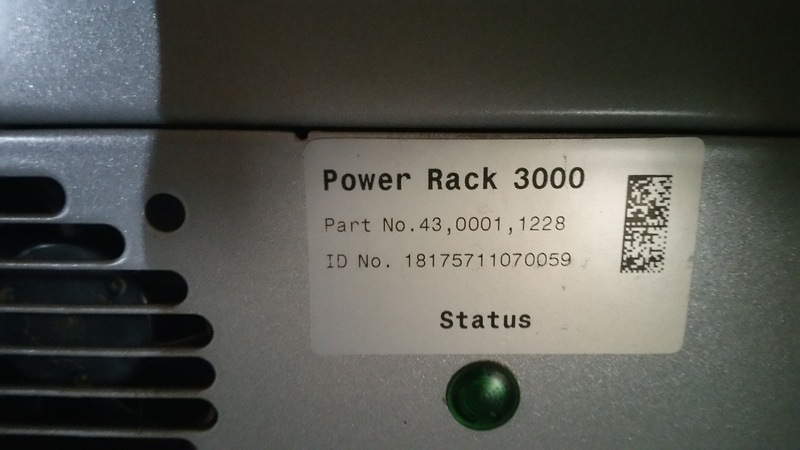 Power Rack 3000
Part No.43,0001,1228
ID No. 18175711070059
Status